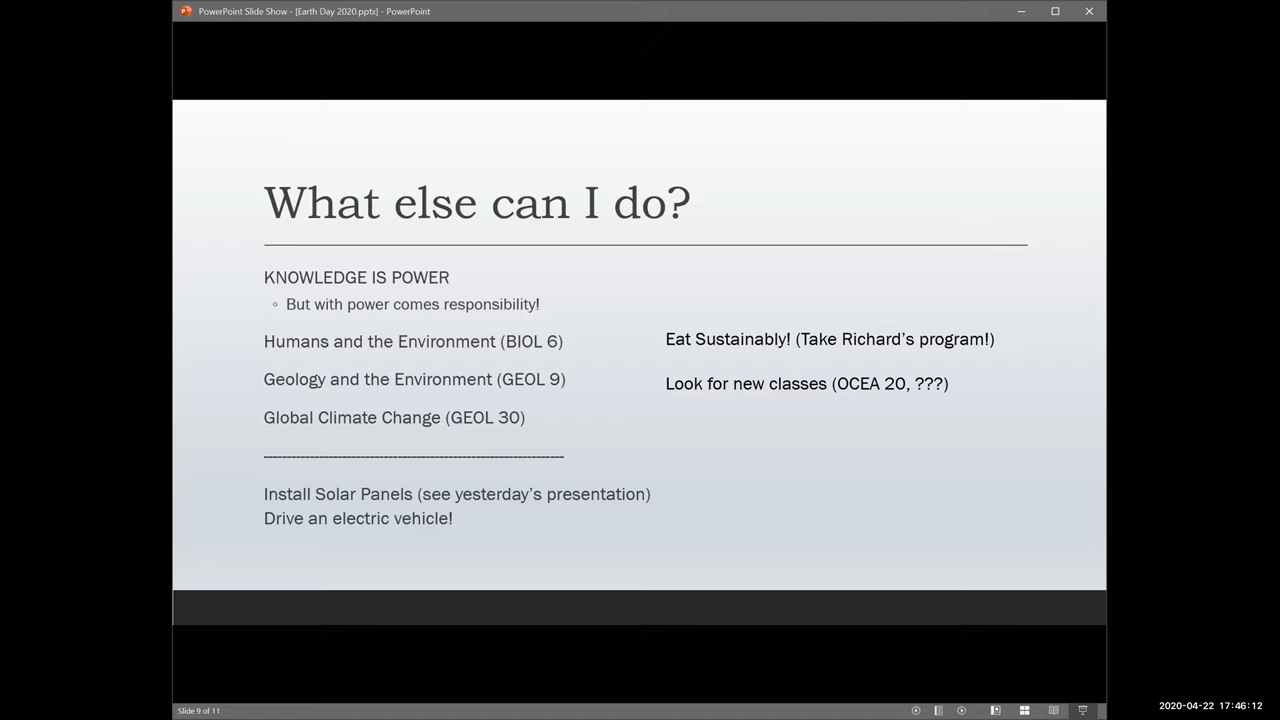 PowerPoint Slide Show - [Earth Day 2020.pptx] - PowerPoint
What else can I do?
KNOWLEDGE IS POWER
◦ But with power comes responsibility!
Humans and the Environment (BIOL 6)
Geology and the Environment (GEOL 9)
Global Climate Change (GEOL 30)
-----------------------------------------------------------------
Install Solar Panels (see yesterday's presentation)
Drive an electric vehicle!
Eat Sustainably! (Take Richard's program!)
Look for new classes (OCEA 20, ???)
Slide 9 of 11
2020-04-22 17:46:12